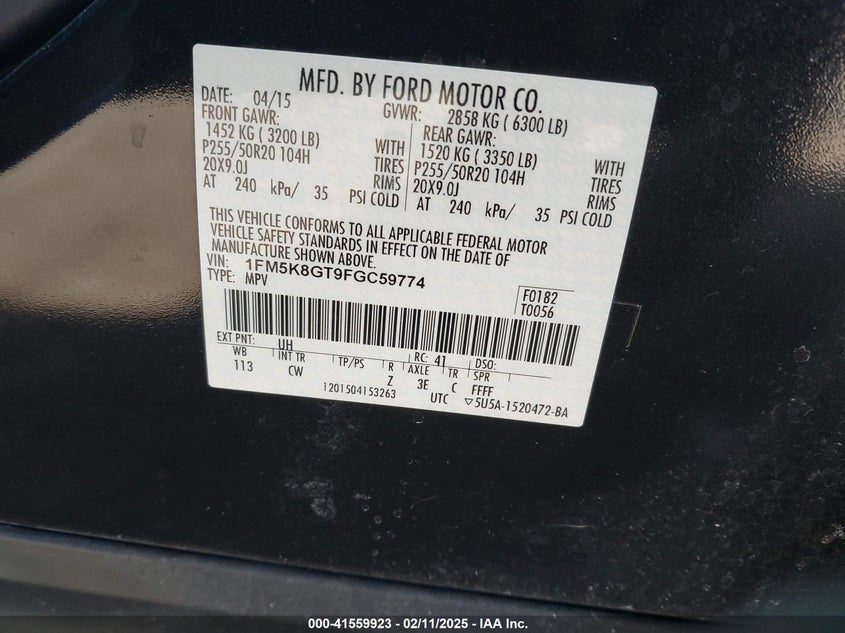 MFD. BY FORD MOTOR CO.
DATE: 04/15 GVWR: 2858 KG ( 6300 LB)
FRONT GAWR: REAR GAWR:
1452 KG ( 3200 LB) WITH 1520 KG ( 3350 LB) WITH
P255/50R20 104H TIRES P255/50R20 104H TIRES
20X9.0J RIMS 20X9.0J RIMS
AT 240 kPa/ 35 PSI COLD AT 240 kPa/ 35 PSI COLD
THIS VEHICLE CONFORMS TO ALL APPLICABLE FEDERAL MOTOR
VEHICLE SAFETY STANDARDS IN EFFECT ON THE DATE OF
MANUFACTURE SHOWN ABOVE.
VIN: 1FM5K8GT9FGC59774
TYPE: MPV
F0182
T0056
EXT PNT: UH RC: 41 DSO:
WB INT TR TP/PS R AXLE TR SPR
113 CW Z 3E C FFFF
1201504153263 UTC ▽5U5A-1520472-BA
000-41559923 - 02/11/2025 - IAA Inc.